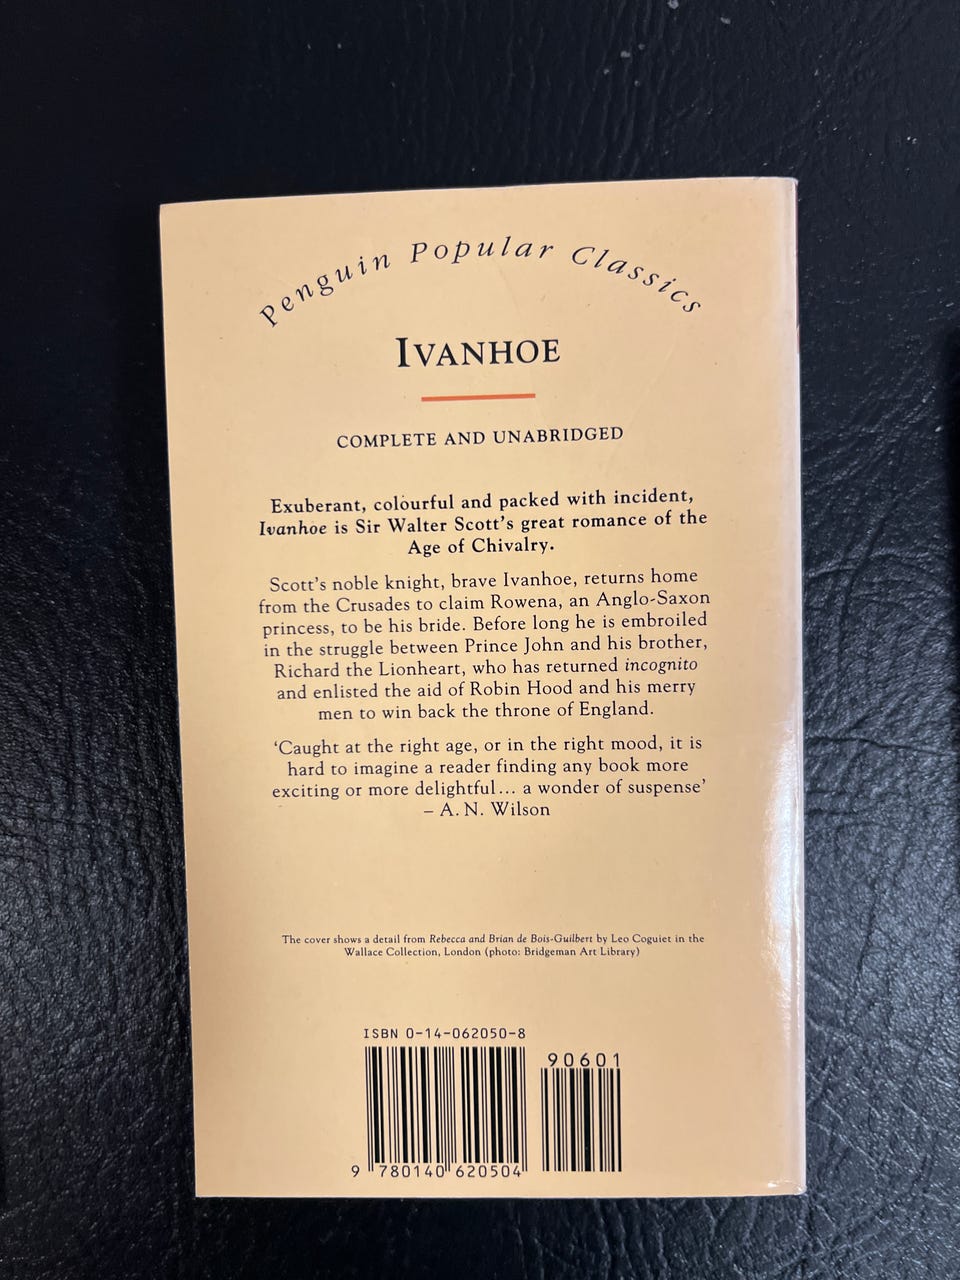 Penguin Popular Classics
IVANHOE
COMPLETE AND UNABRIDGED
Exuberant, colourful and packed with incident,
Ivanhoe is Sir Walter Scott's great romance of the
Age of Chivalry.
Scott's noble knight, brave Ivanhoe, returns home
from the Crusades to claim Rowena, an Anglo-Saxon
princess, to be his bride. Before long he is embroiled
in the struggle between Prince John and his brother,
Richard the Lionheart, who has returned incognito
and enlisted the aid of Robin Hood and his merry
men to win back the throne of England.
‘Caught at the right age, or in the right mood, it is
hard to imagine a reader finding any book more
exciting or more delightful... a wonder of suspense’
– A. N. Wilson
The cover shows a detail from Rebecca and Brian de Bois-Guilbert by Leo Coguiet in the
Wallace Collection, London (photo: Bridgeman Art Library)
ISBN 0-14-062050-8
90601
9 780140 620504